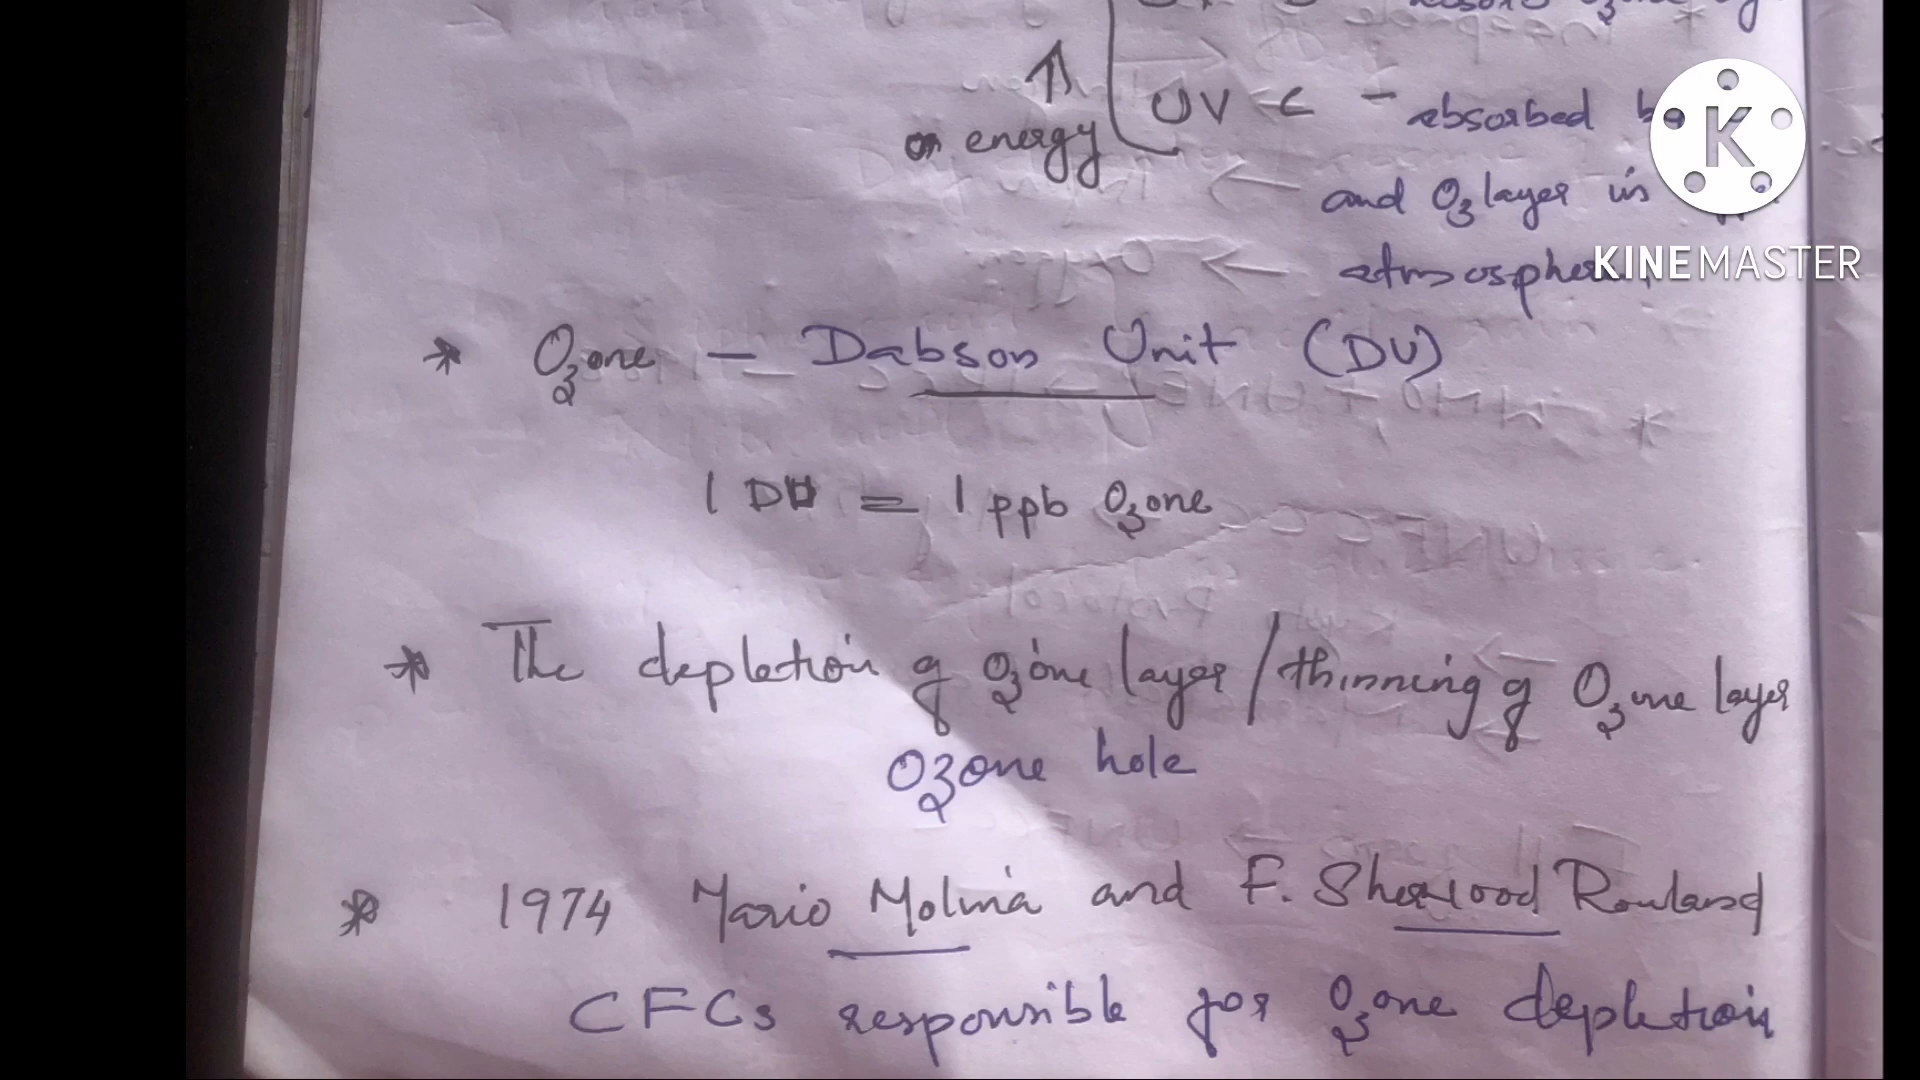 UV-C - absorbed
or energy
and O3 layer in
atmosphere
KINEMASTER
* Ozone - Dabson Unit (DU)
1 DU = 1 ppb Ozone
* The depletion of Ozone layer / thinning of Ozone layer
Ozone hole
* 1974 Mario Molina and F. Sherwood Rowland
CFCs responsible for Ozone depletion